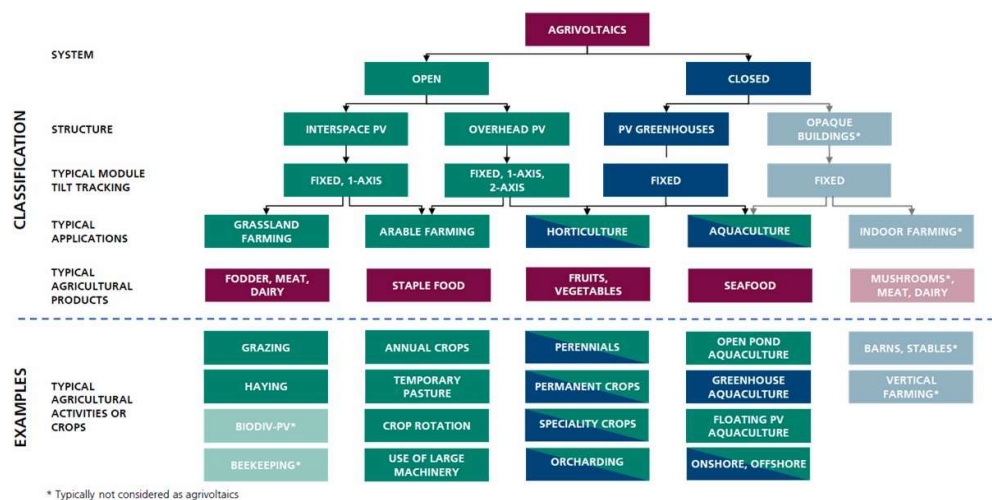 AGRIVOLTAICS
SYSTEM
OPEN
CLOSED
CLASSIFICATION
STRUCTURE
INTERSPACE PV
OVERHEAD PV
PV GREENHOUSES
OPAQUE
BUILDINGS*
TYPICAL MODULE
TILT TRACKING
FIXED, 1-AXIS
FIXED, 1-AXIS,
2-AXIS
FIXED
FIXED
TYPICAL
APPLICATIONS
GRASSLAND
FARMING
ARABLE FARMING
HORTICULTURE
AQUACULTURE
INDOOR FARMING*
TYPICAL
AGRICULTURAL
PRODUCTS
FODDER, MEAT,
DAIRY
STAPLE FOOD
FRUITS,
VEGETABLES
SEAFOOD
MUSHROOMS*,
MEAT, DAIRY
EXAMPLES
TYPICAL
AGRICULTURAL
ACTIVITIES OR
CROPS
GRAZING
ANNUAL CROPS
PERENNIALS
OPEN POND
AQUACULTURE
BARNS, STABLES*
HAYING
TEMPORARY
PASTURE
PERMANENT CROPS
GREENHOUSE
AQUACULTURE
VERTICAL
FARMING*
BIODIV-PV*
CROP ROTATION
SPECIALITY CROPS
FLOATING PV
AQUACULTURE
BEEKEEPING*
USE OF LARGE
MACHINERY
ORCHARDING
ONSHORE, OFFSHORE
* Typically not considered as agrivoltaics